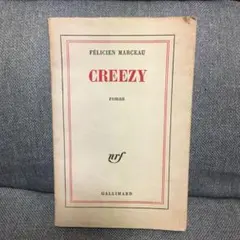 FÉLICIEN MARCEAU
CREEZY
roman
nrf
GALLIMARD